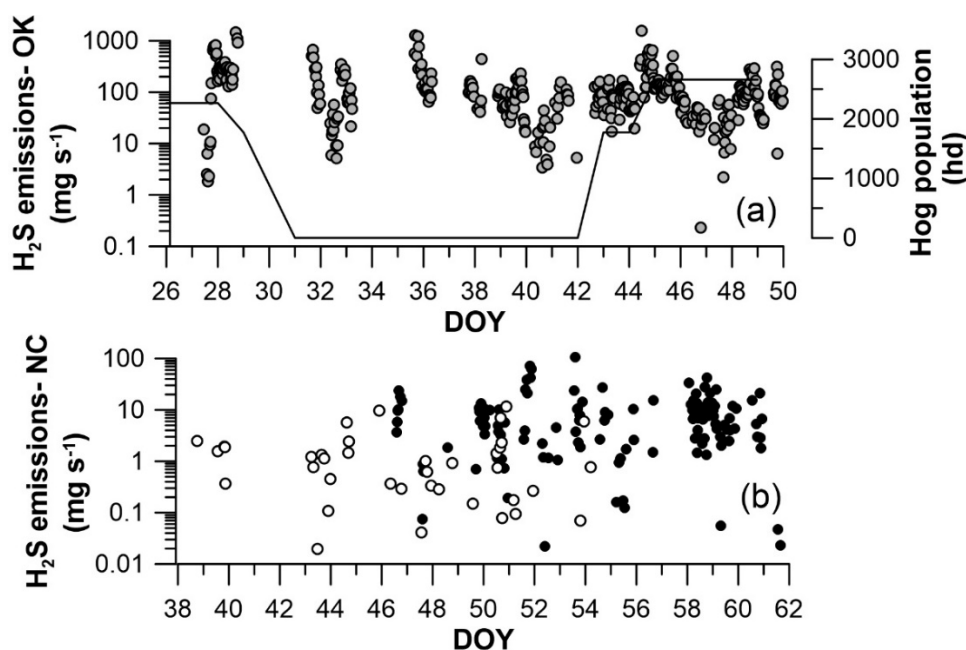 H₂S emissions- OK
(mg s⁻¹)
1000
100
10
1
0.1
3000
2000
1000
0
Hog population
(hd)
(a)
26 28 30 32 34 36 38 40 42 44 46 48 50
DOY
H₂S emissions- NC
(mg s⁻¹)
100
10
1
0.1
0.01
(b)
38 40 42 44 46 48 50 52 54 56 58 60 62
DOY